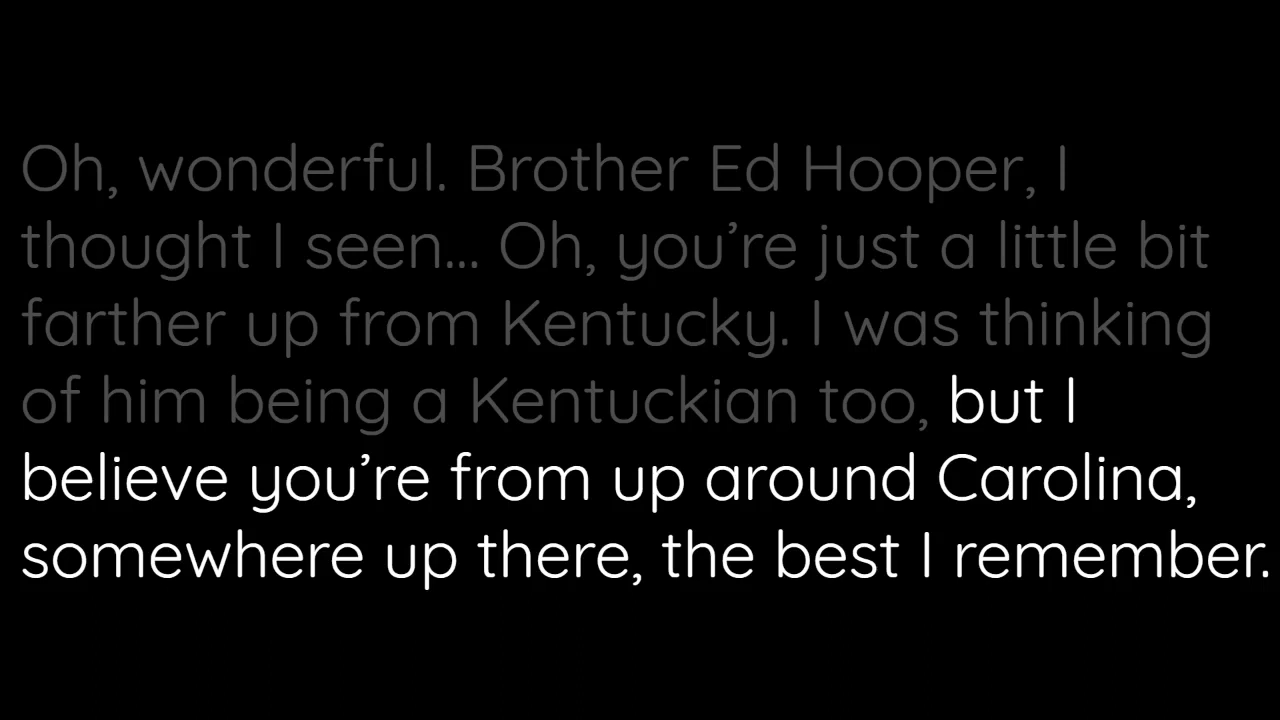 Oh, wonderful. Brother Ed Hooper, I
thought I seen... Oh, you’re just a little bit
farther up from Kentucky. I was thinking
of him being a Kentuckian too, but I
believe you’re from up around Carolina,
somewhere up there, the best I remember.